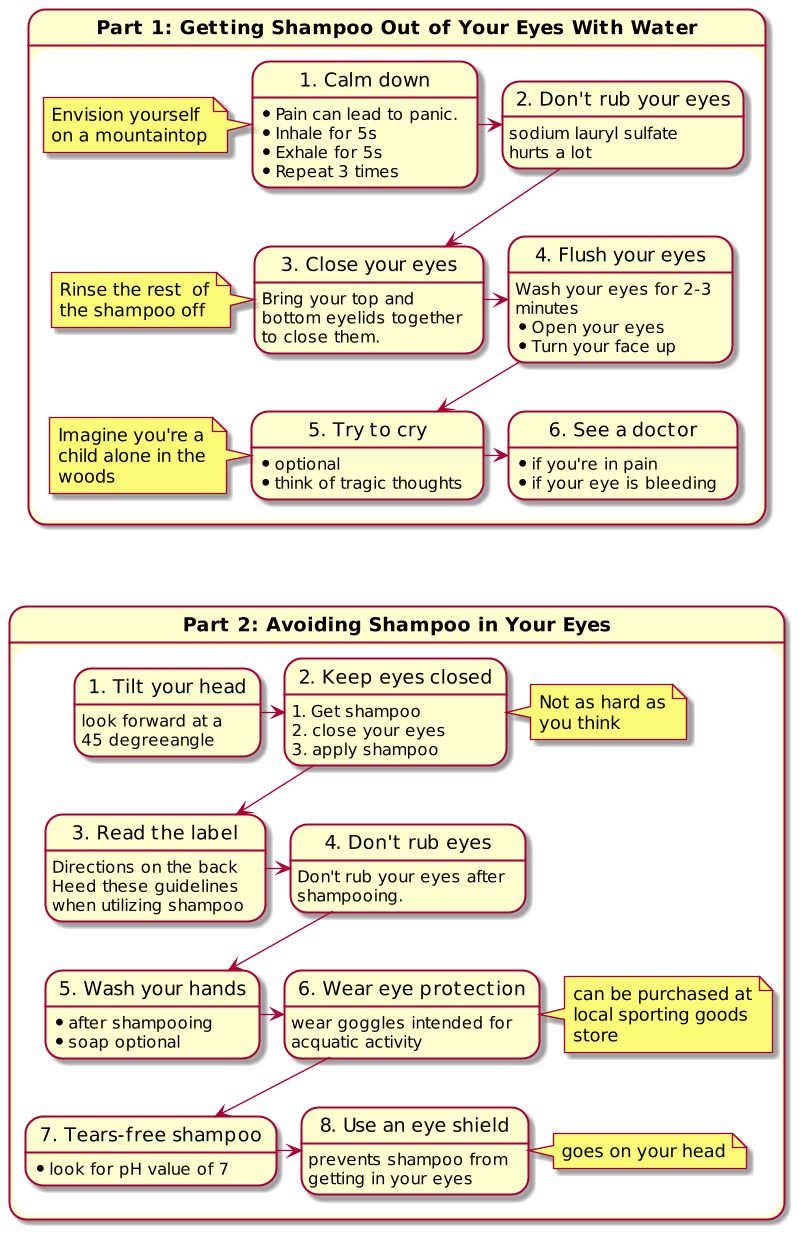 Part 1: Getting Shampoo Out of Your Eyes With Water
Envision yourself
on a mountaintop
1. Calm down
• Pain can lead to panic.
• Inhale for 5s
• Exhale for 5s
• Repeat 3 times
2. Don't rub your eyes
sodium lauryl sulfate
hurts a lot
Rinse the rest  of
the shampoo off
3. Close your eyes
Bring your top and
bottom eyelids together
to close them.
4. Flush your eyes
Wash your eyes for 2-3
minutes
• Open your eyes
• Turn your face up
Imagine you're a
child alone in the
woods
5. Try to cry
• optional
• think of tragic thoughts
6. See a doctor
• if you're in pain
• if your eye is bleeding
Part 2: Avoiding Shampoo in Your Eyes
1. Tilt your head
look forward at a
45 degreeangle
2. Keep eyes closed
1. Get shampoo
2. close your eyes
3. apply shampoo
Not as hard as
you think
3. Read the label
Directions on the back
Heed these guidelines
when utilizing shampoo
4. Don't rub eyes
Don't rub your eyes after
shampooing.
5. Wash your hands
• after shampooing
• soap optional
6. Wear eye protection
wear goggles intended for
acquatic activity
can be purchased at
local sporting goods
store
7. Tears-free shampoo
• look for pH value of 7
8. Use an eye shield
prevents shampoo from
getting in your eyes
goes on your head